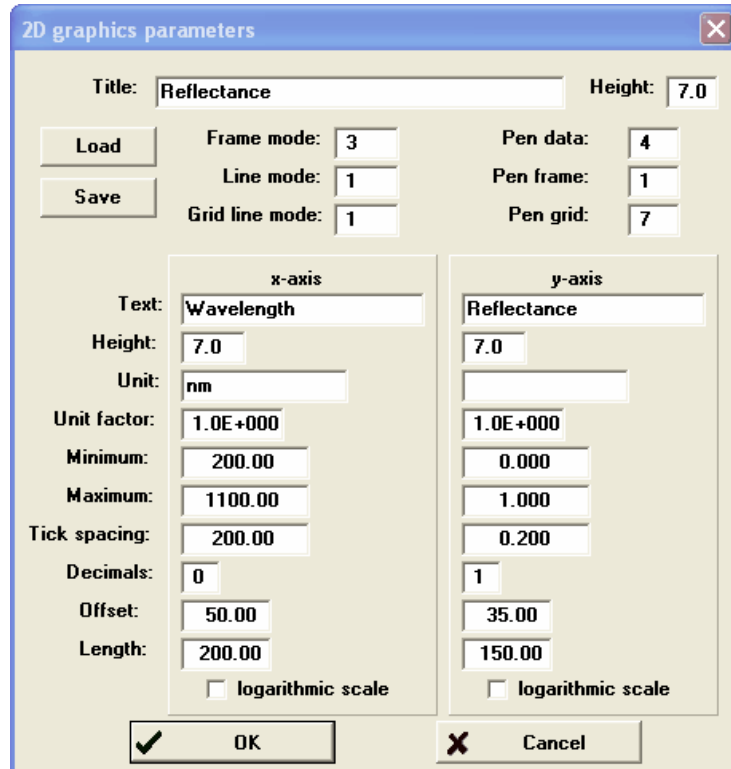 2D graphics parameters
Title: Reflectance Height: 7.0
Load Frame mode: 3 Pen data: 4
Line mode: 1 Pen frame: 1
Save
Grid line mode: 1 Pen grid: 7
x-axis y-axis
Text: Wavelength Reflectance
Height: 7.0 7.0
Unit: nm
Unit factor: 1.0E+000 1.0E+000
Minimum: 200.00 0.000
Maximum: 1100.00 1.000
Tick spacing: 200.00 0.200
Decimals: 0 1
Offset: 50.00 35.00
Length: 200.00 150.00
logarithmic scale logarithmic scale
OK Cancel